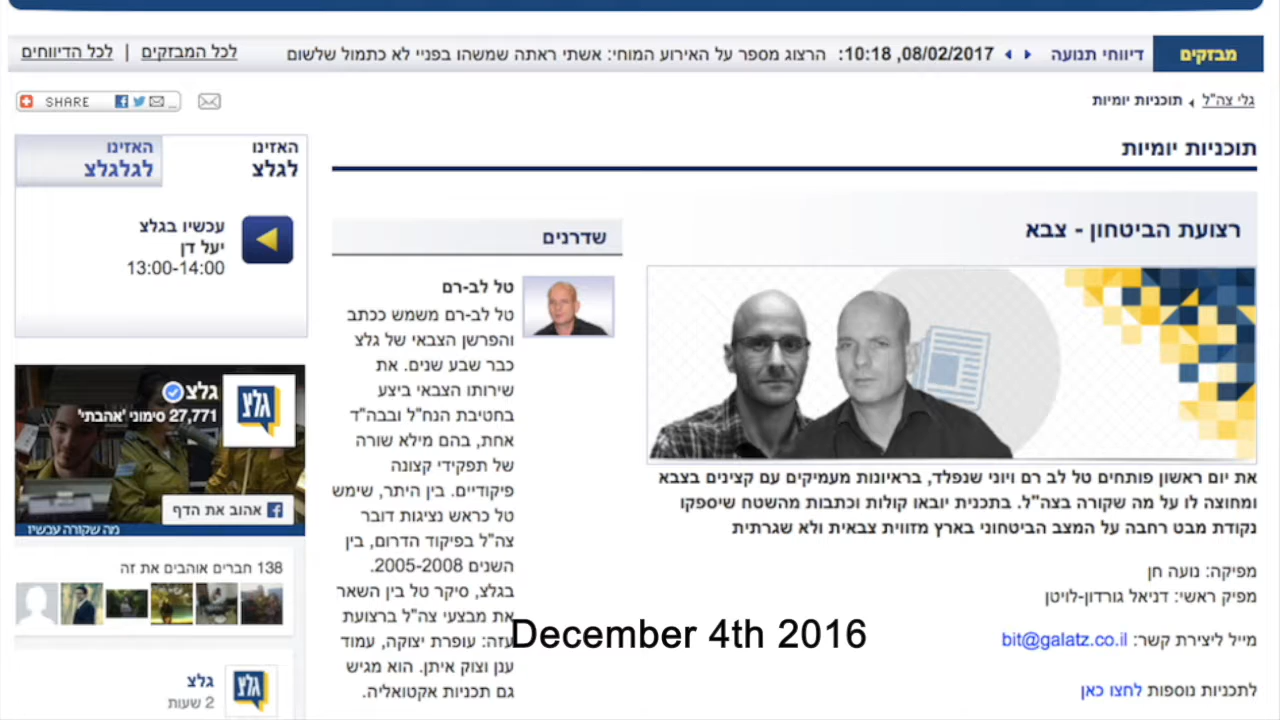 מבזקים
דיווחי תנועה
08/02/2017, 10:18: הרצוג מספר על האירוע המוחי: אשתי ראתה שמשהו בפניי לא כתמול שלשום
לכל המבזקים | לכל הדיווחים
גלי צה"ל
תוכניות יומיות
SHARE
תוכניות יומיות
האזינו
לגלצ
האזינו
לגלגלצ
עכשיו בגלצ
יעל דן
13:00-14:00
רצועת הביטחון - צבא
את יום ראשון פותחים טל לב רם ויוני שנפלד, בראיונות מעמיקים עם קצינים בצבא
ומחוצה לו על מה שקורה בצה"ל. בתכנית יובאו קולות וכתבות מהשטח שיספקו
נקודת מבט רחבה על המצב הביטחוני בארץ מזווית צבאית ולא שגרתית
מפיקה: נועה חן
מפיק ראשי: דניאל גורדון-לויטן
מייל ליצירת קשר: bit@galatz.co.il
לתכניות נוספות לחצו כאן
שדרנים
טל לב-רם
טל לב-רם משמש ככתב
והפרשן הצבאי של גלצ
כבר שבע שנים. את
שירותו הצבאי ביצע
בחטיבת הנח"ל ובבה"ד
אחת, בהם מילא שורה
של תפקידי קצונה
פיקודיים. בין היתר, שימש
טל כראש נציגות דובר
צה"ל בפיקוד הדרום, בין
השנים 2005-2008.
בגלצ, סיקר טל בין השאר
את מבצעי צה"ל ברצועת
עזה: עופרת יצוקה, עמוד
ענן וצוק איתן. הוא מגיש
גם תכניות אקטואליה.
גלצ
גלצ
27,771 סימוני 'אהבתי'
אהוב את הדף
מה שקורה עכשיו
138 חברים אוהבים את זה
גלצ
גלצ
2 שעות
December 4th 2016